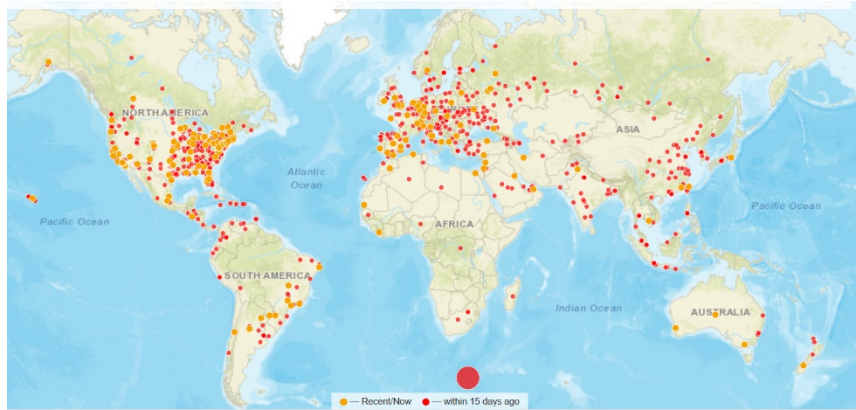 NORTH AMERICA
EUROPE
ASIA
Atlantic
Ocean
Pacific Ocean
Pacific Ocean
AFRICA
SOUTH AMERICA
Indian Ocean
AUSTRALIA
— Recent/Now — within 15 days ago